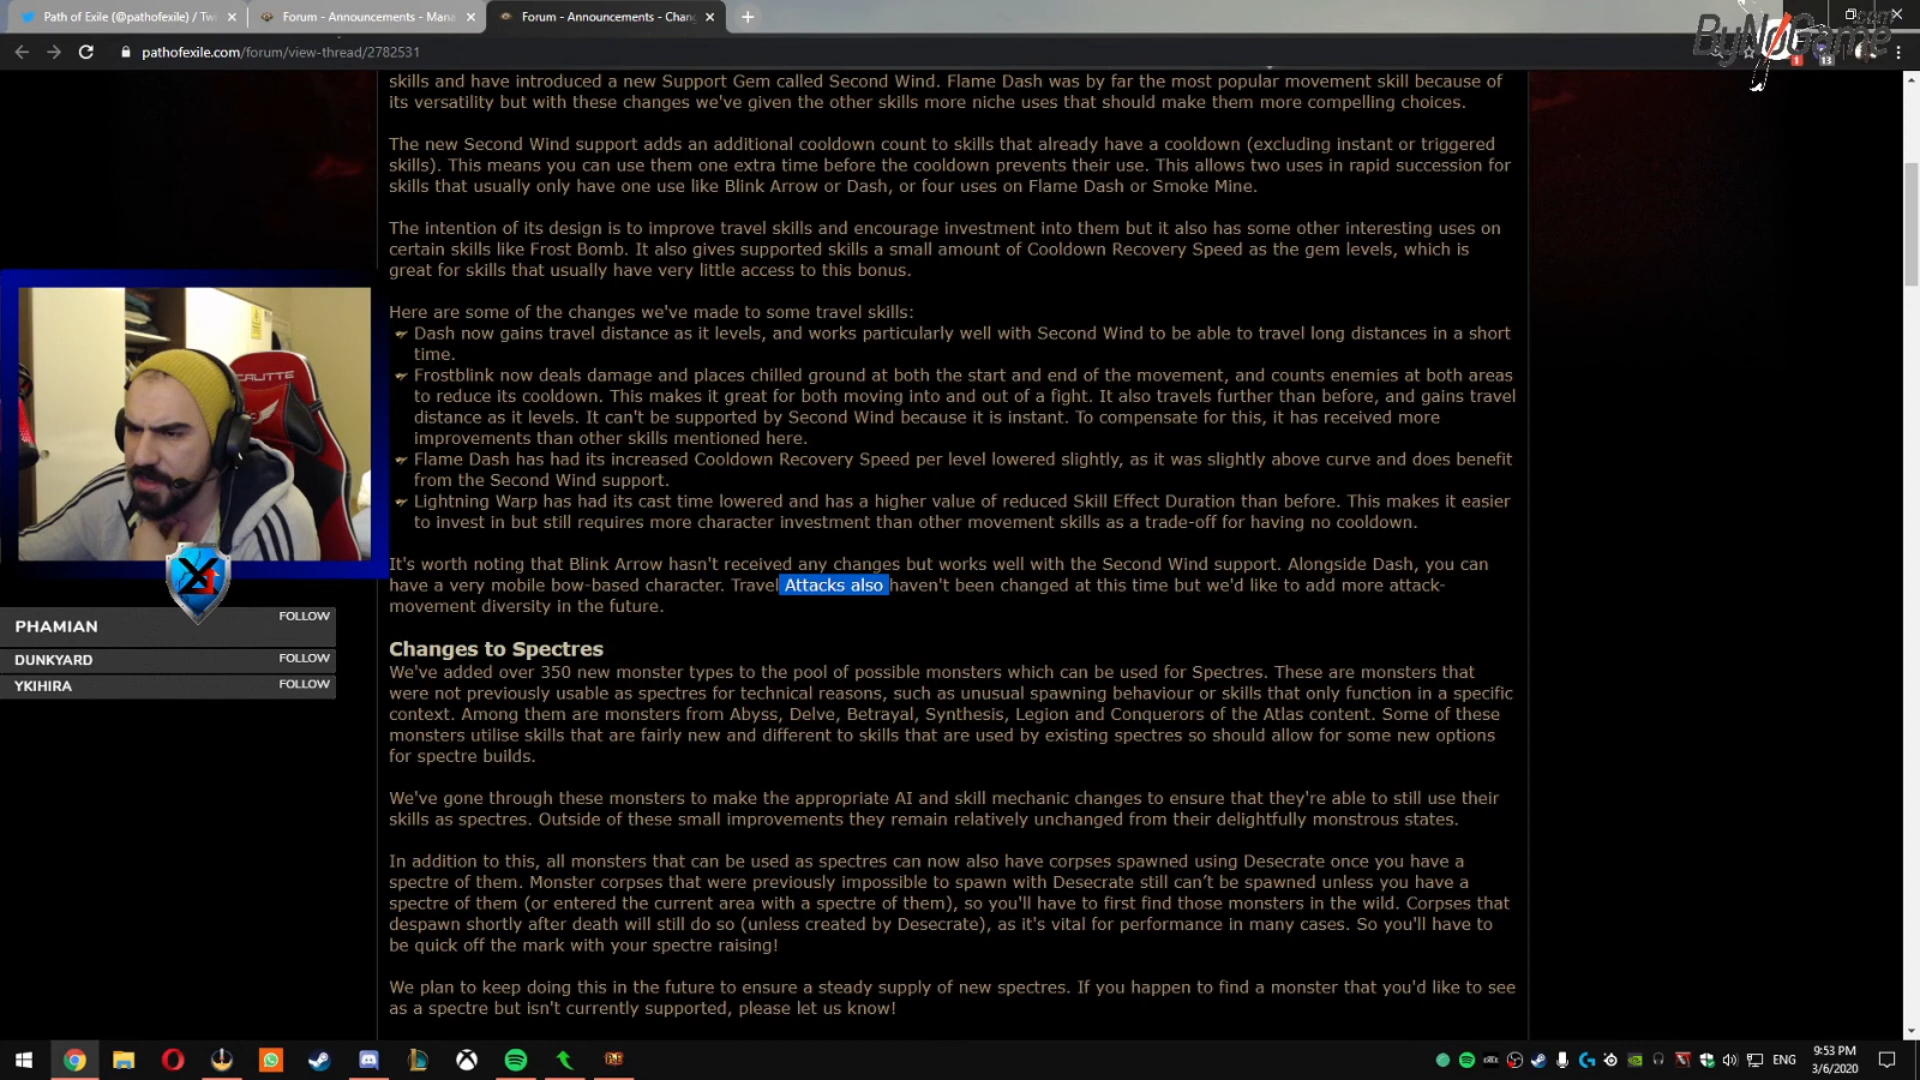 Path of Exile (@pathofexile) / Twi
Forum - Announcements - Mana
Forum - Announcements - Chan
ByNoGame.com
pathofexile.com/forum/view-thread/2782531
1
13
skills and have introduced a new Support Gem called Second Wind. Flame Dash was by far the most popular movement skill because of
its versatility but with these changes we've given the other skills more niche uses that should make them more compelling choices.
The new Second Wind support adds an additional cooldown count to skills that already have a cooldown (excluding instant or triggered
skills). This means you can use them one extra time before the cooldown prevents their use. This allows two uses in rapid succession for
skills that usually only have one use like Blink Arrow or Dash, or four uses on Flame Dash or Smoke Mine.
The intention of its design is to improve travel skills and encourage investment into them but it also has some other interesting uses on
certain skills like Frost Bomb. It also gives supported skills a small amount of Cooldown Recovery Speed as the gem levels, which is
great for skills that usually have very little access to this bonus.
Here are some of the changes we've made to some travel skills:
Dash now gains travel distance as it levels, and works particularly well with Second Wind to be able to travel long distances in a short
time.
Frostblink now deals damage and places chilled ground at both the start and end of the movement, and counts enemies at both areas
to reduce its cooldown. This makes it great for both moving into and out of a fight. It also travels further than before, and gains travel
distance as it levels. It can't be supported by Second Wind because it is instant. To compensate for this, it has received more
improvements than other skills mentioned here.
Flame Dash has had its increased Cooldown Recovery Speed per level lowered slightly, as it was slightly above curve and does benefit
from the Second Wind support.
Lightning Warp has had its cast time lowered and has a higher value of reduced Skill Effect Duration than before. This makes it easier
to invest in but still requires more character investment than other movement skills as a trade-off for having no cooldown.
It's worth noting that Blink Arrow hasn't received any changes but works well with the Second Wind support. Alongside Dash, you can
have a very mobile bow-based character. Travel Attacks also haven't been changed at this time but we'd like to add more attack-
movement diversity in the future.
Changes to Spectres
We've added over 350 new monster types to the pool of possible monsters which can be used for Spectres. These are monsters that
were not previously usable as spectres for technical reasons, such as unusual spawning behaviour or skills that only function in a specific
context. Among them are monsters from Abyss, Delve, Betrayal, Synthesis, Legion and Conquerors of the Atlas content. Some of these
monsters utilise skills that are fairly new and different to skills that are used by existing spectres so should allow for some new options
for spectre builds.
We've gone through these monsters to make the appropriate AI and skill mechanic changes to ensure that they're able to still use their
skills as spectres. Outside of these small improvements they remain relatively unchanged from their delightfully monstrous states.
In addition to this, all monsters that can be used as spectres can now also have corpses spawned using Desecrate once you have a
spectre of them. Monster corpses that were previously impossible to spawn with Desecrate still can’t be spawned unless you have a
spectre of them (or entered the current area with a spectre of them), so you'll have to first find those monsters in the wild. Corpses that
despawn shortly after death will still do so (unless created by Desecrate), as it's vital for performance in many cases. So you'll have to
be quick off the mark with your spectre raising!
We plan to keep doing this in the future to ensure a steady supply of new spectres. If you happen to find a monster that you'd like to see
as a spectre but isn't currently supported, please let us know!
PHAMIAN FOLLOW
DUNKYARD FOLLOW
YKIHIRA FOLLOW
ENG
9:53 PM
3/6/2020